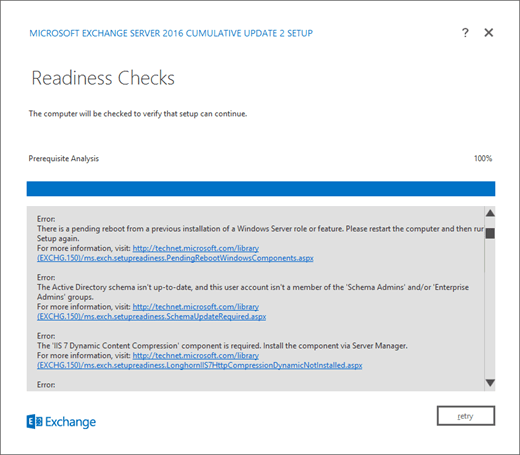 MICROSOFT EXCHANGE SERVER 2016 CUMULATIVE UPDATE 2 SETUP
?
Readiness Checks
The computer will be checked to verify that setup can continue.
Prerequisite Analysis 100%
Error:
There is a pending reboot from a previous installation of a Windows Server role or feature. Please restart the computer and then run
Setup again.
For more information, visit: http://technet.microsoft.com/library
(EXCHG.150)/ms.exch.setupreadiness.PendingRebootWindowsComponents.aspx
Error:
The Active Directory schema isn't up-to-date, and this user account isn't a member of the 'Schema Admins' and/or 'Enterprise
Admins' groups.
For more information, visit: http://technet.microsoft.com/library
(EXCHG.150)/ms.exch.setupreadiness.SchemaUpdateRequired.aspx
Error:
The 'IIS 7 Dynamic Content Compression' component is required. Install the component via Server Manager.
For more information, visit: http://technet.microsoft.com/library
(EXCHG.150)/ms.exch.setupreadiness.LonghornIIS7HttpCompressionDynamicNotInstalled.aspx
Error:
Exchange
retry